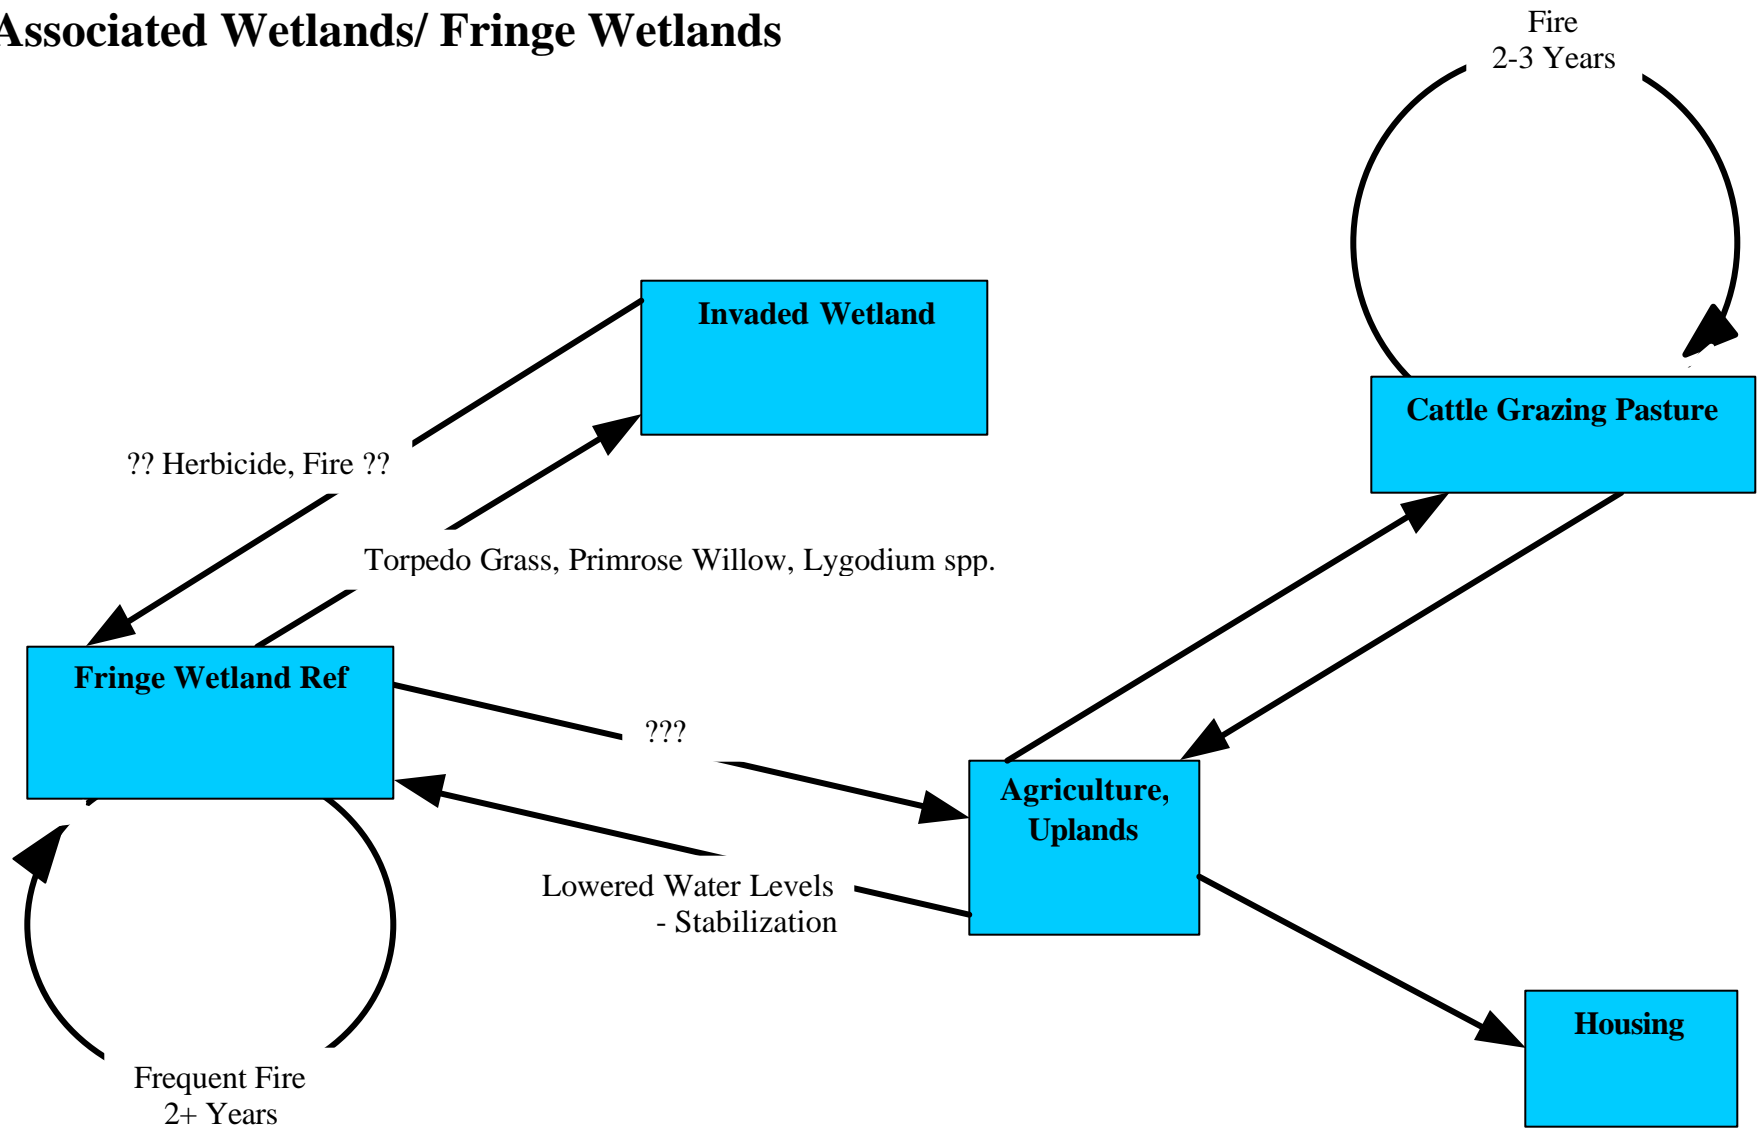 Associated Wetlands/ Fringe Wetlands
Fire
2-3 Years
Invaded Wetland
Cattle Grazing Pasture
?? Herbicide, Fire ??
Torpedo Grass, Primrose Willow, Lygodium spp.
Fringe Wetland Ref
???
Agriculture,
Uplands
Lowered Water Levels
- Stabilization
Housing
Frequent Fire
2+ Years